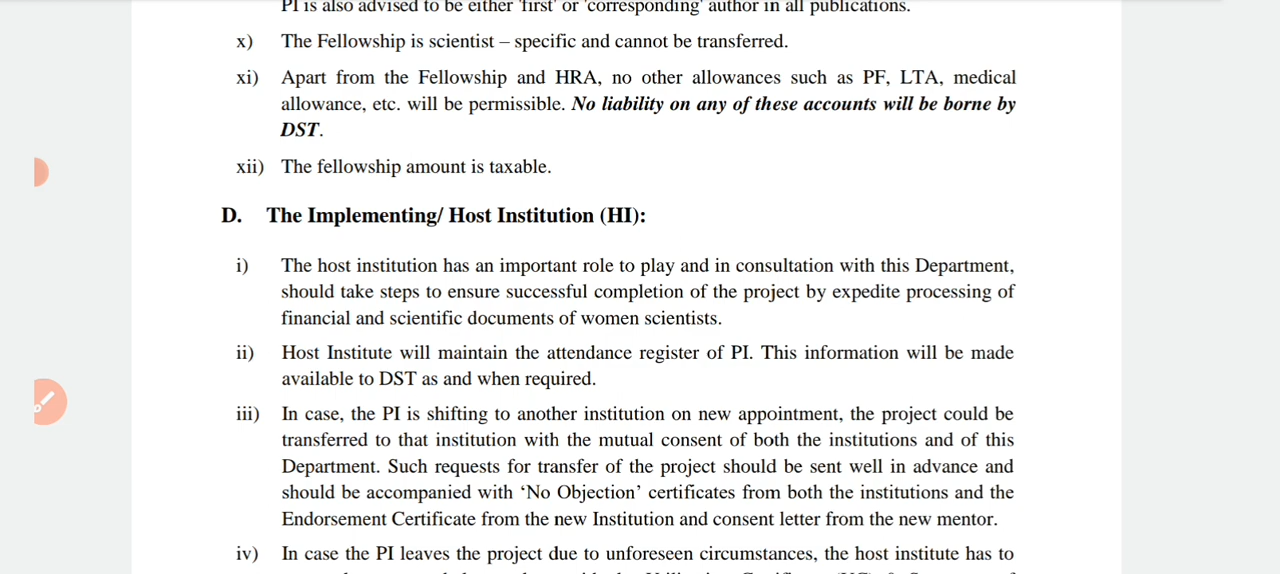 PI is also advised to be either 'first' or 'corresponding' author in all publications.
x) The Fellowship is scientist – specific and cannot be transferred.
xi) Apart from the Fellowship and HRA, no other allowances such as PF, LTA, medical
allowance, etc. will be permissible. No liability on any of these accounts will be borne by
DST.
xii) The fellowship amount is taxable.
D. The Implementing/ Host Institution (HI):
i) The host institution has an important role to play and in consultation with this Department,
should take steps to ensure successful completion of the project by expedite processing of
financial and scientific documents of women scientists.
ii) Host Institute will maintain the attendance register of PI. This information will be made
available to DST as and when required.
iii) In case, the PI is shifting to another institution on new appointment, the project could be
transferred to that institution with the mutual consent of both the institutions and of this
Department. Such requests for transfer of the project should be sent well in advance and
should be accompanied with ‘No Objection’ certificates from both the institutions and the
Endorsement Certificate from the new Institution and consent letter from the new mentor.
iv) In case the PI leaves the project due to unforeseen circumstances, the host institute has to